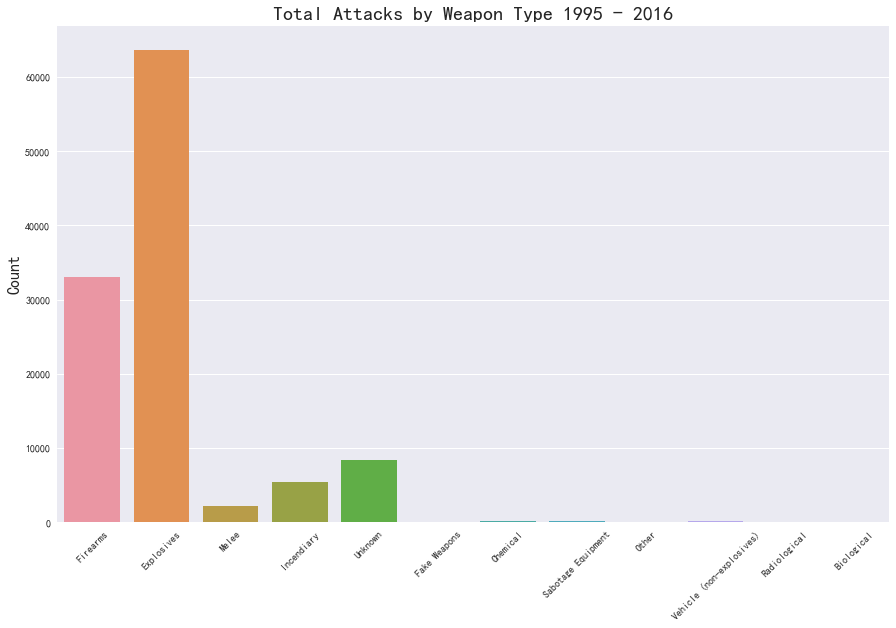 Total Attacks by Weapon Type 1995 - 2016
Count
60000
50000
40000
30000
20000
10000
0
Firearms
Explosives
Melee
Incendiary
Unknown
Fake Weapons
Chemical
Sabotage Equipment
Other
Vehicle (non-explosives)
Radiological
Biological